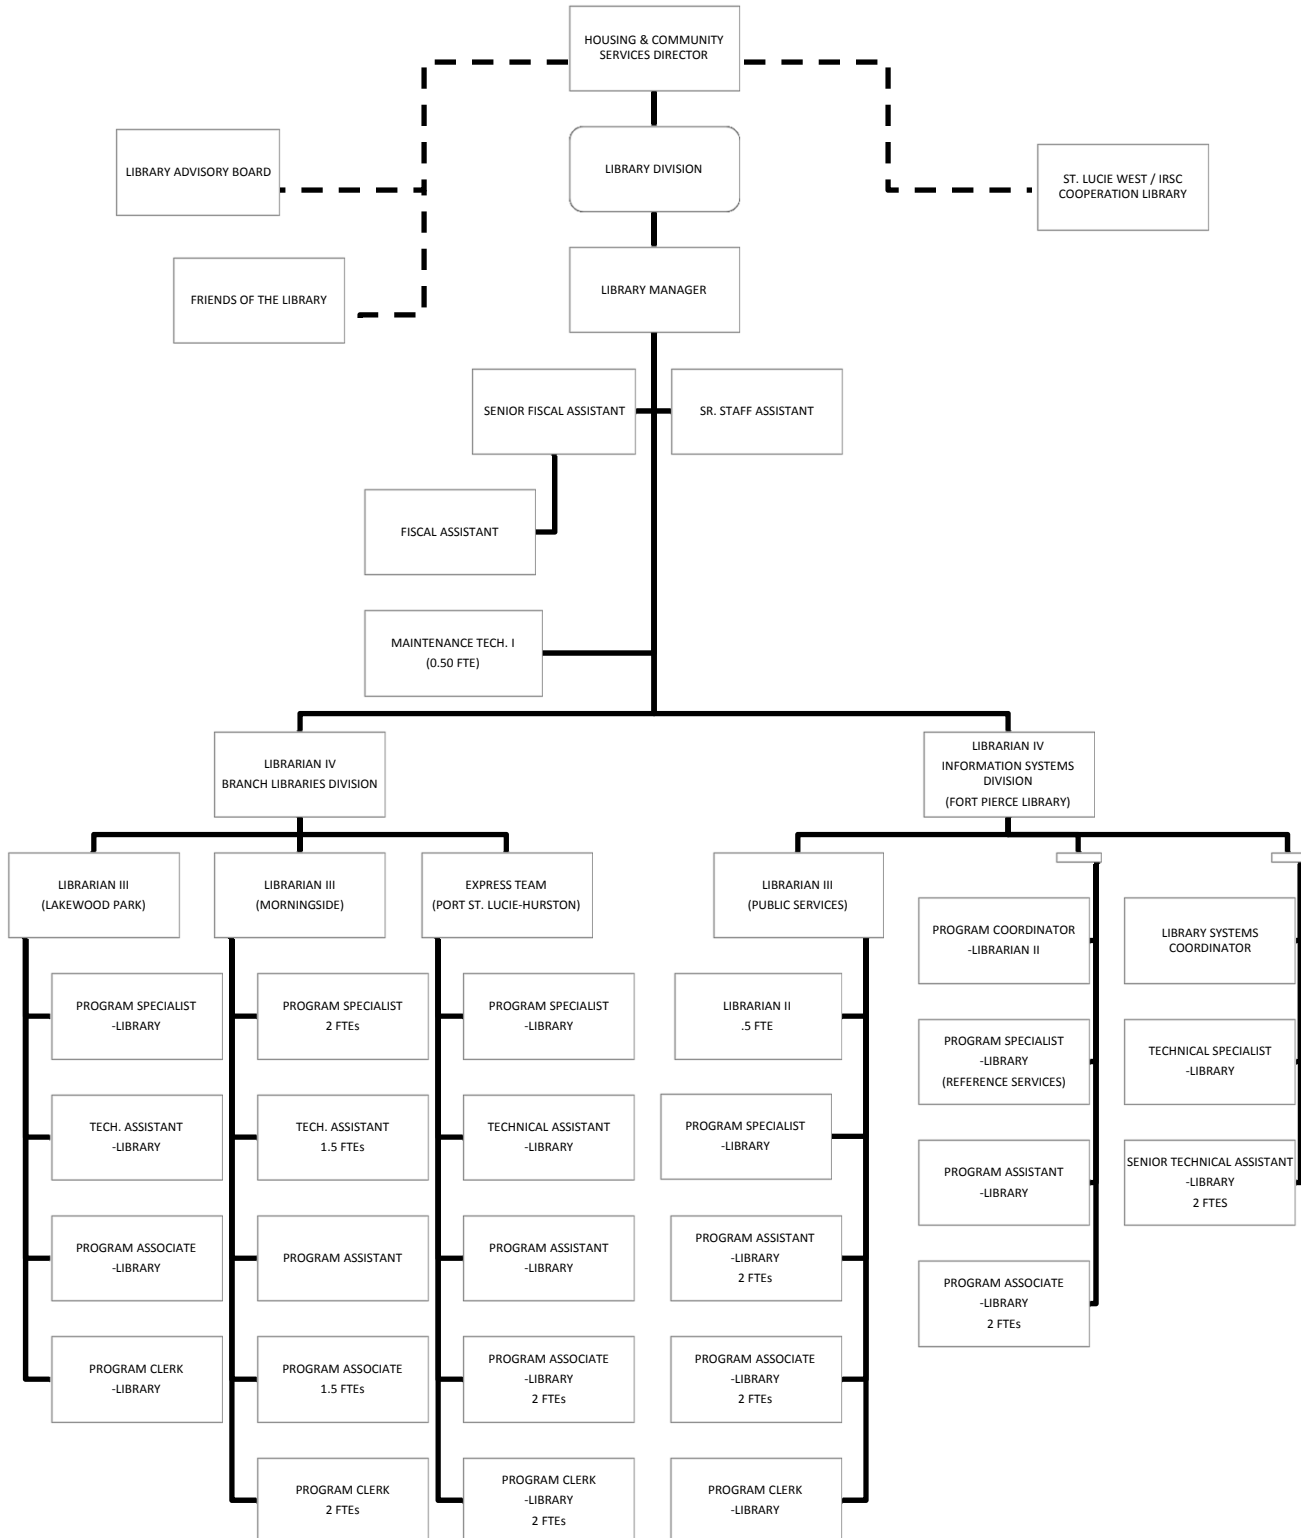 HOUSING & COMMUNITY
SERVICES DIRECTOR
LIBRARY ADVISORY BOARD
LIBRARY DIVISION
ST. LUCIE WEST / IRSC
COOPERATION LIBRARY
FRIENDS OF THE LIBRARY
LIBRARY MANAGER
SENIOR FISCAL ASSISTANT
SR. STAFF ASSISTANT
FISCAL ASSISTANT
MAINTENANCE TECH. I
(0.50 FTE)
LIBRARIAN IV
BRANCH LIBRARIES DIVISION
LIBRARIAN IV
INFORMATION SYSTEMS
DIVISION
(FORT PIERCE LIBRARY)
LIBRARIAN III
(LAKEWOOD PARK)
LIBRARIAN III
(MORNINGSIDE)
EXPRESS TEAM
(PORT ST. LUCIE-HURSTON)
LIBRARIAN III
(PUBLIC SERVICES)
PROGRAM COORDINATOR
-LIBRARIAN II
LIBRARY SYSTEMS
COORDINATOR
PROGRAM SPECIALIST
-LIBRARY
PROGRAM SPECIALIST
2 FTEs
PROGRAM SPECIALIST
-LIBRARY
LIBRARIAN II
.5 FTE
PROGRAM SPECIALIST
-LIBRARY
(REFERENCE SERVICES)
TECHNICAL SPECIALIST
-LIBRARY
TECH. ASSISTANT
-LIBRARY
TECH. ASSISTANT
1.5 FTEs
TECHNICAL ASSISTANT
-LIBRARY
PROGRAM SPECIALIST
-LIBRARY
PROGRAM ASSISTANT
-LIBRARY
SENIOR TECHNICAL ASSISTANT
-LIBRARY
2 FTES
PROGRAM ASSOCIATE
-LIBRARY
PROGRAM ASSISTANT
PROGRAM ASSISTANT
-LIBRARY
PROGRAM ASSISTANT
-LIBRARY
2 FTEs
PROGRAM ASSOCIATE
-LIBRARY
2 FTEs
PROGRAM CLERK
-LIBRARY
PROGRAM ASSOCIATE
1.5 FTEs
PROGRAM ASSOCIATE
-LIBRARY
2 FTEs
PROGRAM ASSOCIATE
-LIBRARY
2 FTEs
PROGRAM CLERK
2 FTEs
PROGRAM CLERK
-LIBRARY
2 FTEs
PROGRAM CLERK
-LIBRARY